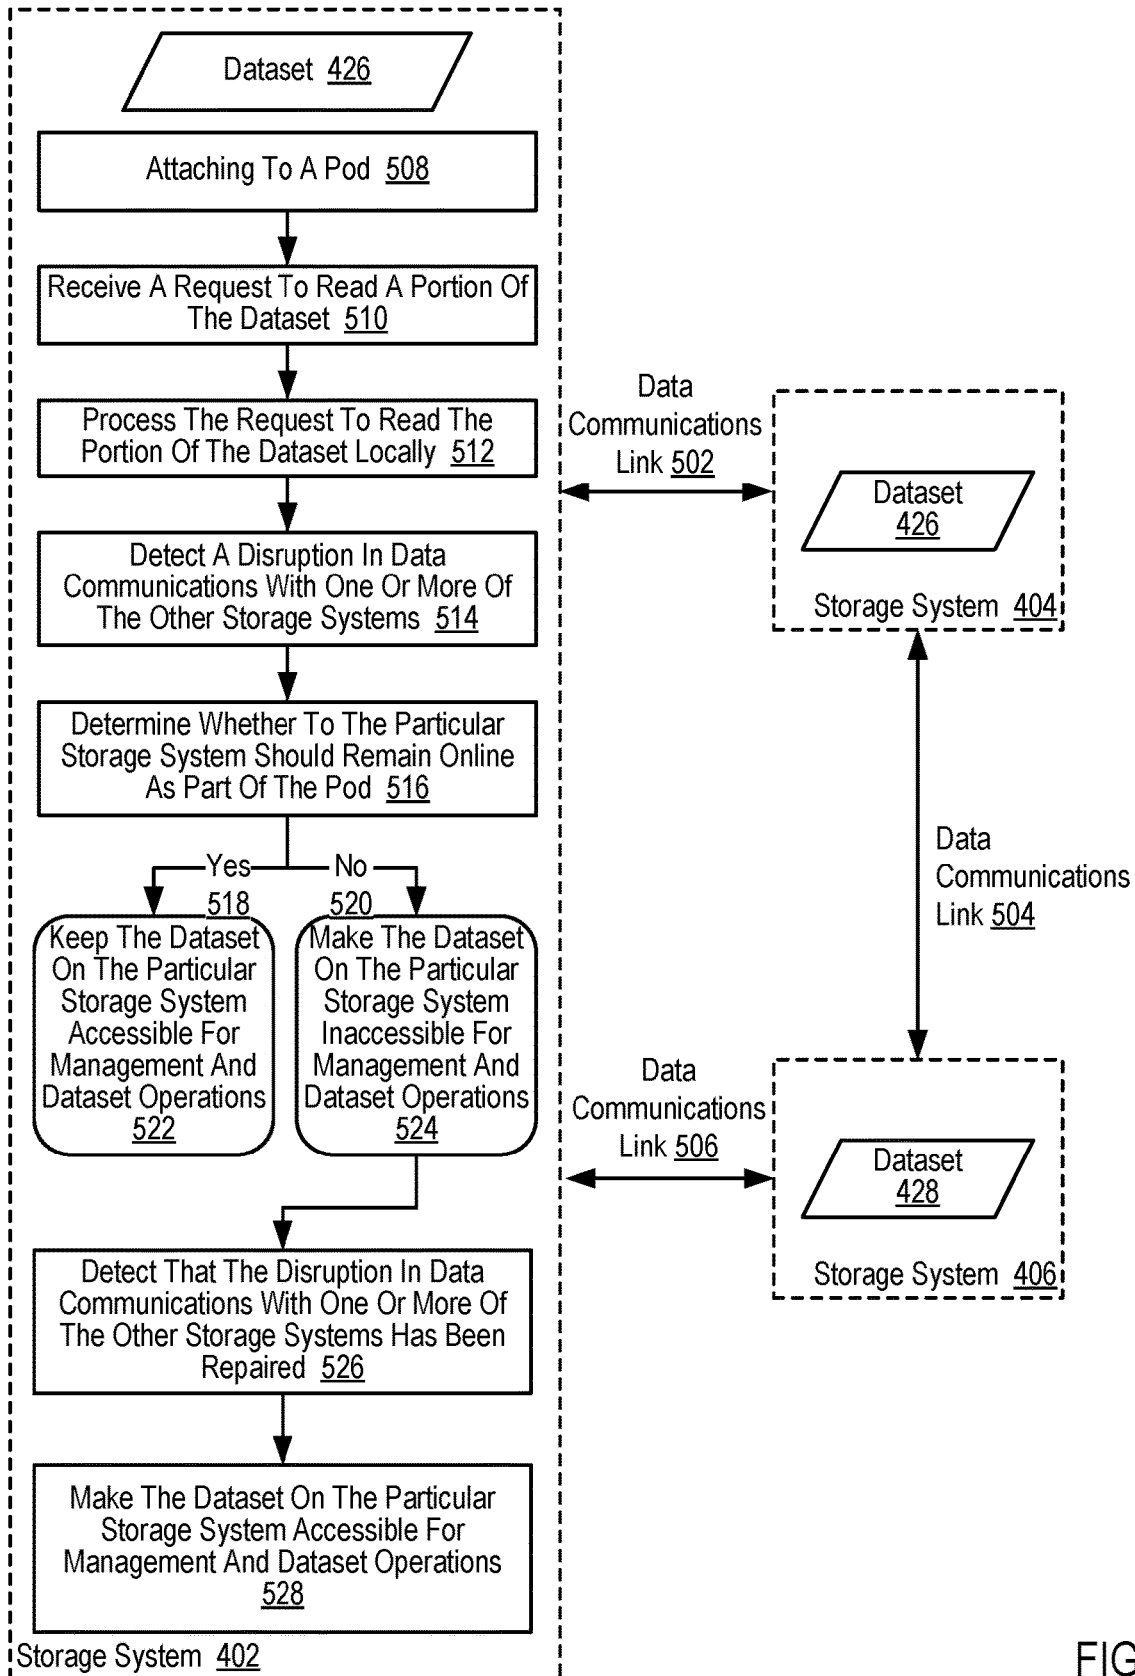 Dataset 426
Attaching To A Pod 508
Receive A Request To Read A Portion Of
The Dataset 510
Process The Request To Read The
Portion Of The Dataset Locally 512
Detect A Disruption In Data
Communications With One Or More Of
The Other Storage Systems 514
Determine Whether To The Particular
Storage System Should Remain Online
As Part Of The Pod 516
Yes
No
518
520
Keep The Dataset
On The Particular
Storage System
Accessible For
Management And
Dataset Operations
522
Make The Dataset
On The Particular
Storage System
Inaccessible For
Management And
Dataset Operations
524
Detect That The Disruption In Data
Communications With One Or More Of
The Other Storage Systems Has Been
Repaired 526
Make The Dataset On The Particular
Storage System Accessible For
Management And Dataset Operations
528
Storage System 402
Data
Communications
Link 502
Dataset
426
Storage System 404
Data
Communications
Link 504
Data
Communications
Link 506
Dataset
428
Storage System 406
FIG